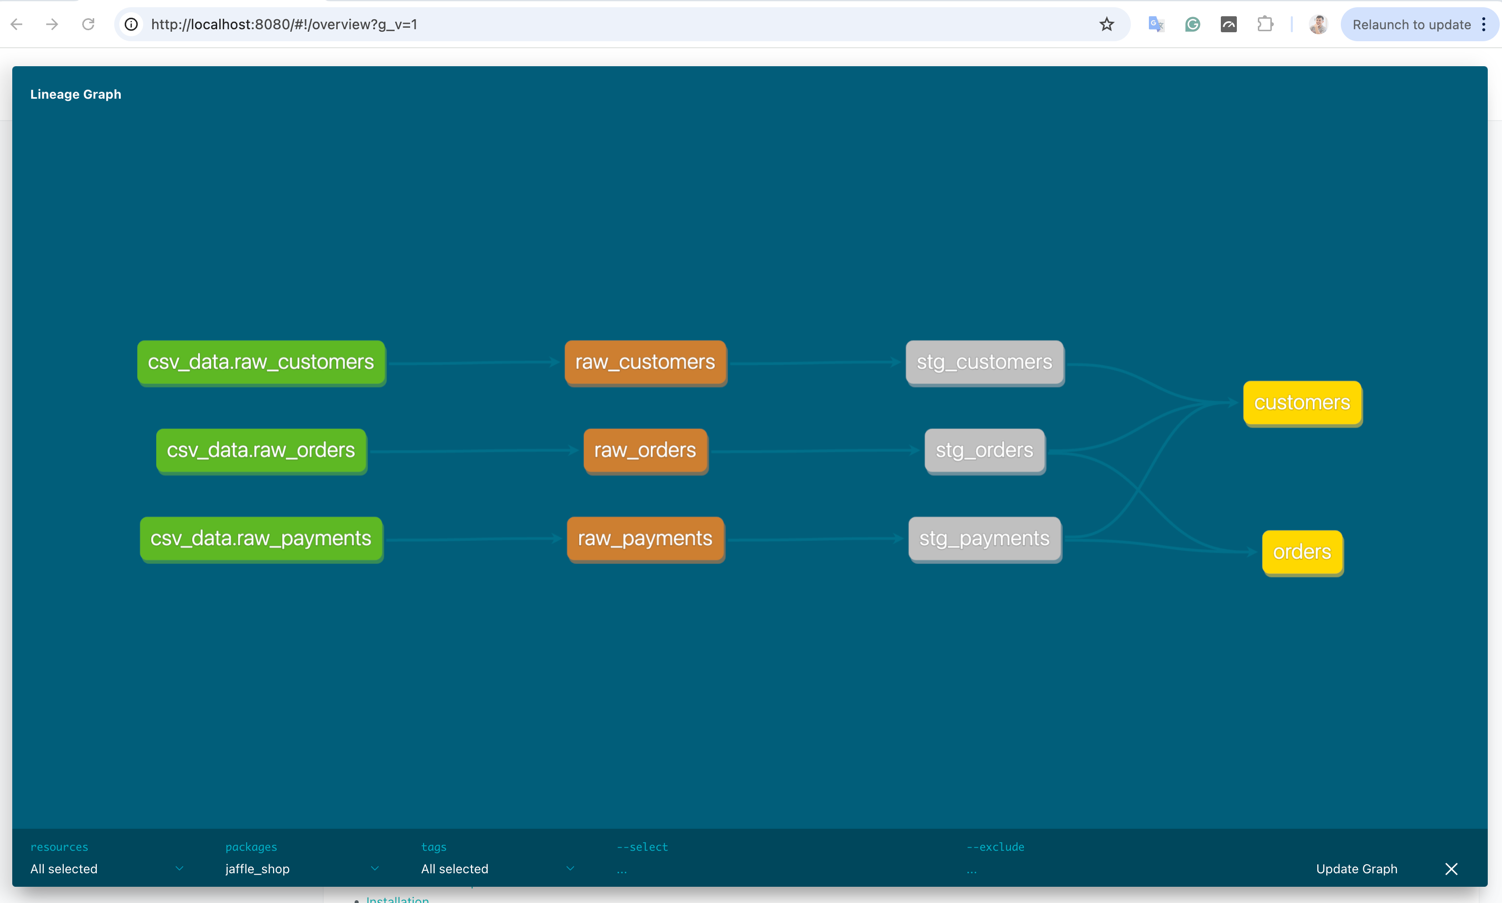 http://localhost:8080/#!/overview?g_v=1
Relaunch to update
Lineage Graph
csv_data.raw_customers
raw_customers
stg_customers
customers
csv_data.raw_orders
raw_orders
stg_orders
csv_data.raw_payments
raw_payments
stg_payments
orders
resources
packages
tags
--select
--exclude
All selected
jaffle_shop
All selected
...
...
Update Graph
Installation